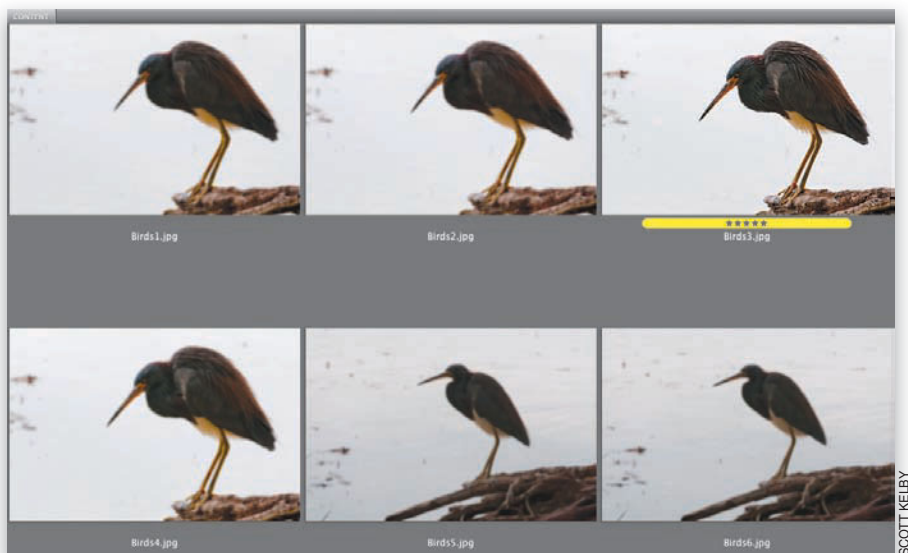 CONTENT
Birds1.jpg
Birds2.jpg
★★★★★
Birds3.jpg
Birds4.jpg
Birds5.jpg
Birds6.jpg
SCOTT KELBY